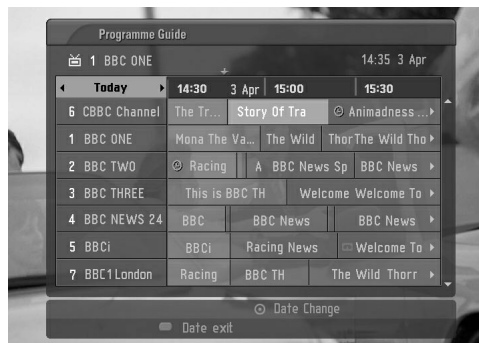 Programme Guide
1 BBC ONE 14:35 3 Apr
Today 14:30 3 Apr 15:00 15:30
6 CBBC Channel The Tr... Story Of Tra Animadness ...
1 BBC ONE Mona The Va... The Wild Thor The Wild Tho
2 BBC TWO Racing A BBC News Sp BBC News
3 BBC THREE This is BBC TH Welcome Welcome To
4 BBC NEWS 24 BBC BBC News BBC News
5 BBCi BBCi Racing News Welcome To
7 BBC1 London Racing BBC TH The Wild Thorr
Date Change
Date exit